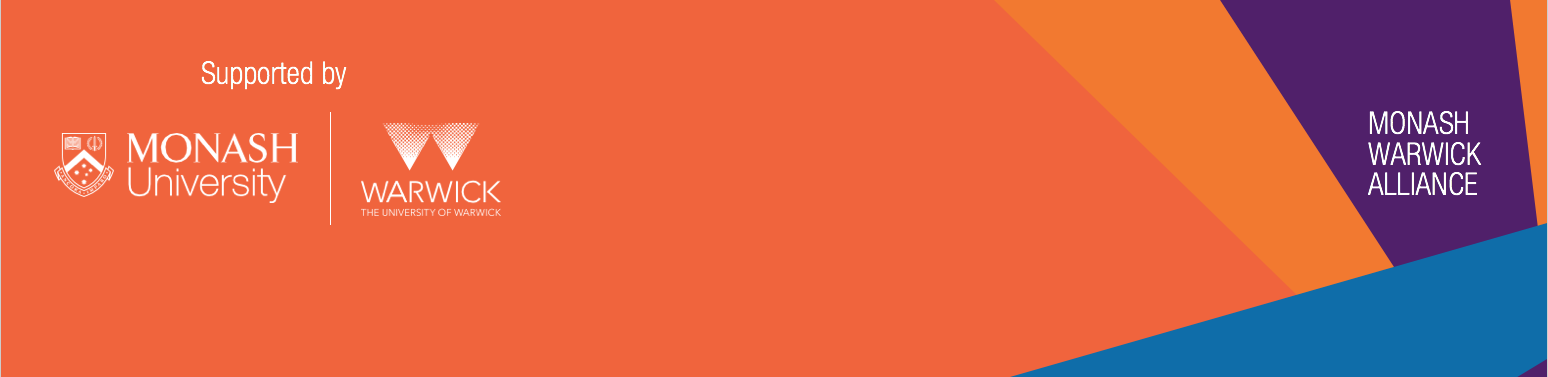 Supported by
MONASH
University
WARWICK
THE UNIVERSITY OF WARWICK
MONASH
WARWICK
ALLIANCE